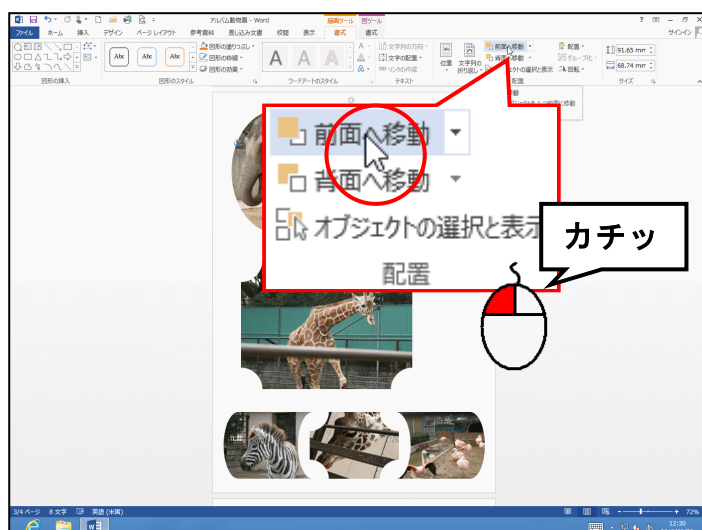 アルバム動物園 - Word
描画ツール 図ツール
ファイル ホーム 挿入 デザイン ページ レイアウト 参考資料 差し込み文書 校閲 表示 書式 書式 サインイン
Abc Abc Abc
図形の塗りつぶし
図形の枠線
図形の効果
A A A
文字列の方向
文字の配置
リンクの作成
位置 文字列の
折り返し
前面へ移動
背面へ移動
オブジェクトの選択と表示
配置
グループ化
回転
91.65 mm
68.74 mm
図形の挿入 図形のスタイル ワードアートのスタイル テキスト 配置 サイズ
前面へ移動
背面へ移動
オブジェクトの選択と表示
配置
カチッ
3/4 ページ 8 文字 英語 (米国) 72%
12:30